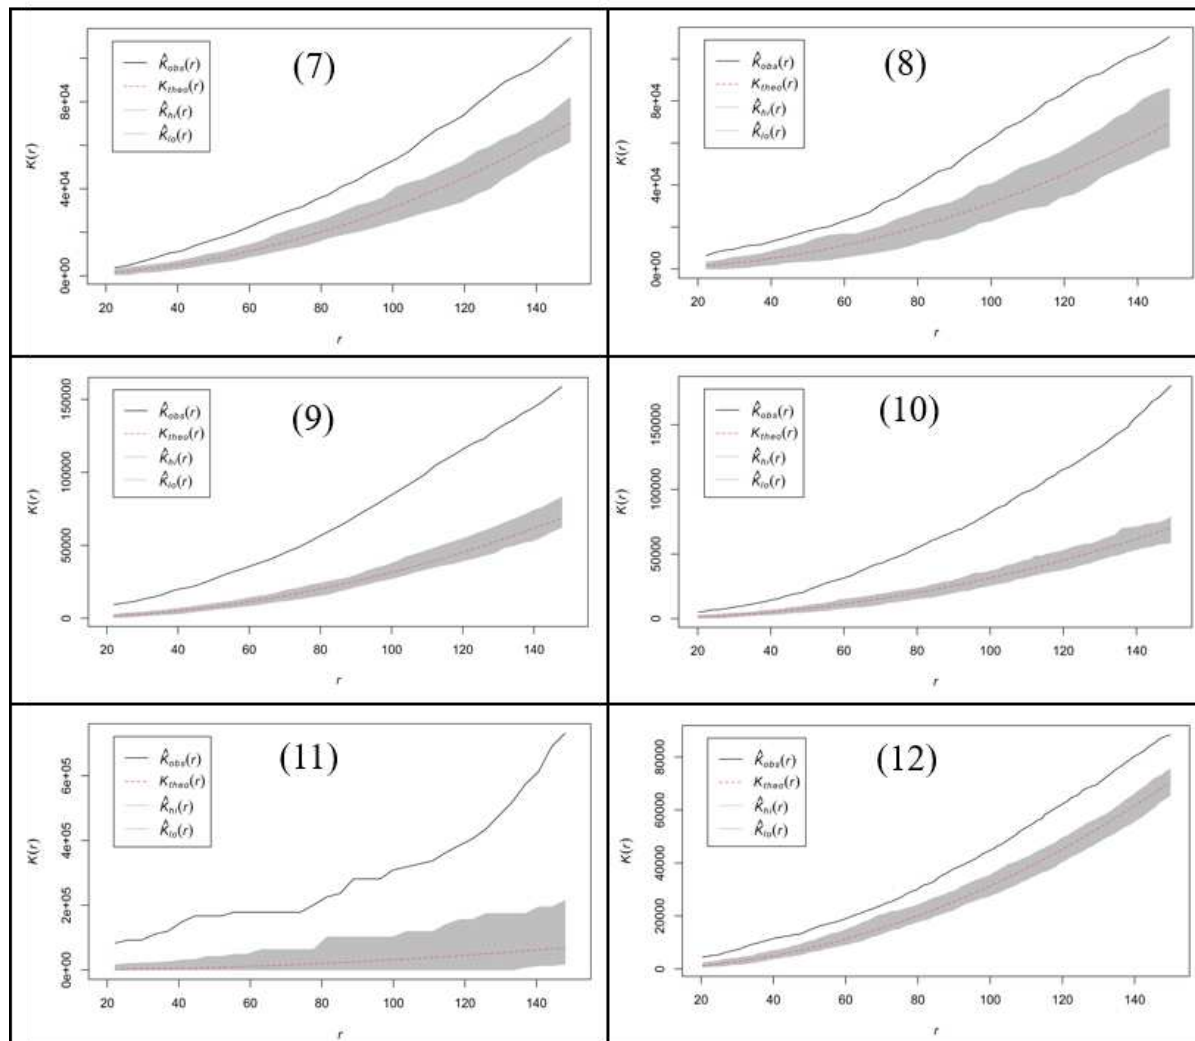 (7)
K̂obs(r)
Ktheo(r)
K̂hi(r)
K̂lo(r)
K(r)
0e+00 4e+04 8e+04
20 40 60 80 100 120 140
r
(8)
K̂obs(r)
Ktheo(r)
K̂hi(r)
K̂lo(r)
K(r)
0e+00 4e+04 8e+04
20 40 60 80 100 120 140
r
(9)
K̂obs(r)
Ktheo(r)
K̂hi(r)
K̂lo(r)
K(r)
0 50000 100000 150000
20 40 60 80 100 120 140
r
(10)
K̂obs(r)
Ktheo(r)
K̂hi(r)
K̂lo(r)
K(r)
0 50000 100000 150000
20 40 60 80 100 120 140
r
(11)
K̂obs(r)
Ktheo(r)
K̂hi(r)
K̂lo(r)
K(r)
0e+00 2e+05 4e+05 6e+05
20 40 60 80 100 120 140
r
(12)
K̂obs(r)
Ktheo(r)
K̂hi(r)
K̂lo(r)
K(r)
0 20000 40000 60000 80000
20 40 60 80 100 120 140
r